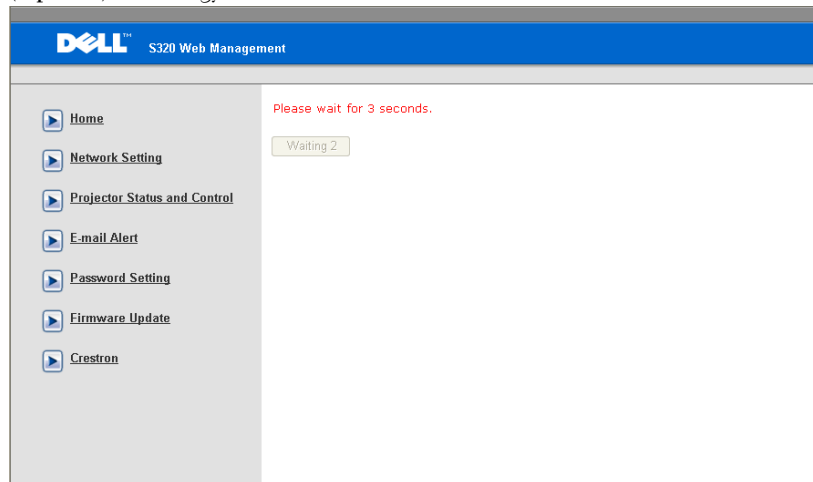 DELL™ S320 Web Management
Home
Network Setting
Projector Status and Control
E-mail Alert
Password Setting
Firmware Update
Crestron
Please wait for 3 seconds.
Waiting 2